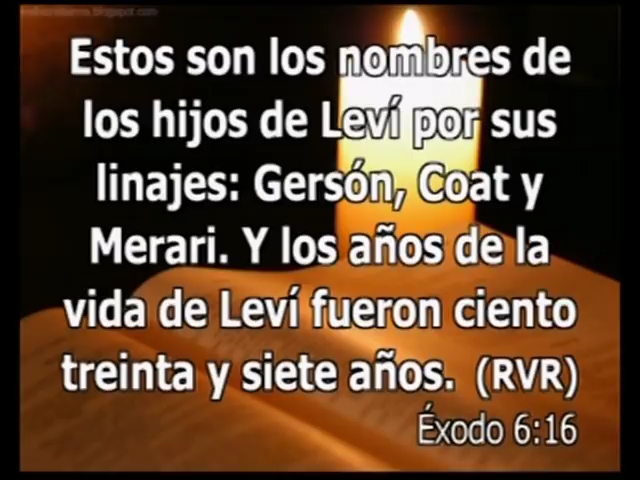 Estos son los nombres de
los hijos de Leví por sus
linajes: Gersón, Coat y
Merari. Y los años de la
vida de Leví fueron ciento
treinta y siete años. (RVR)
Éxodo 6:16